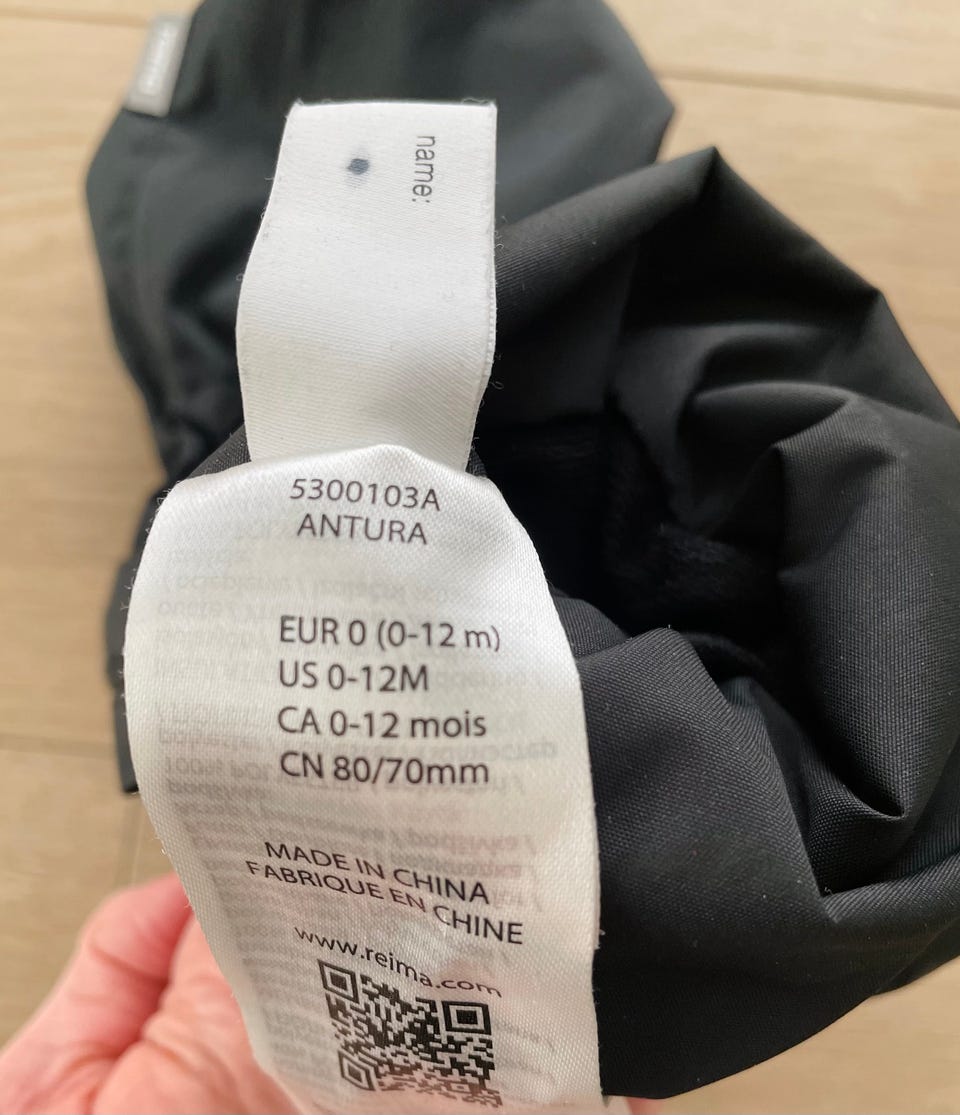 name:
5300103A
ANTURA
EUR 0 (0-12 m)
US 0-12M
CA 0-12 mois
CN 80/70mm
MADE IN CHINA
FABRIQUE EN CHINE
www.reima.com